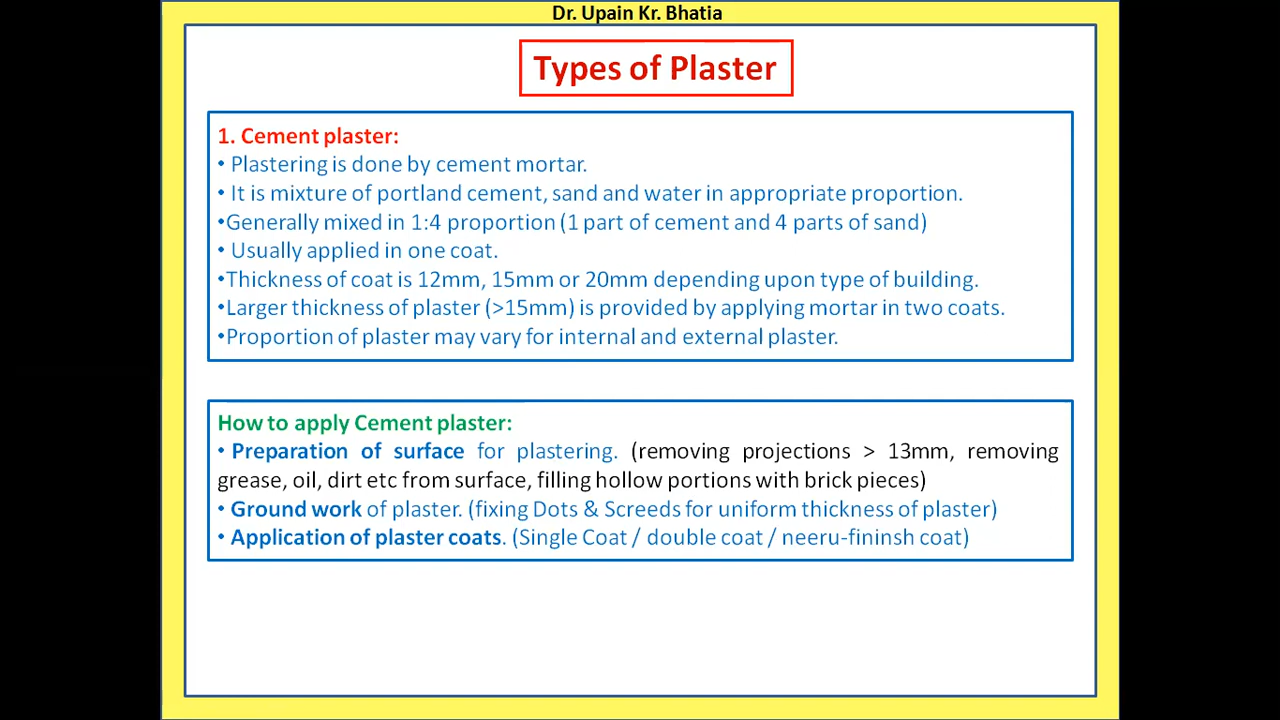 Dr. Upain Kr. Bhatia
Types of Plaster
1. Cement plaster:
• Plastering is done by cement mortar.
• It is mixture of portland cement, sand and water in appropriate proportion.
•Generally mixed in 1:4 proportion (1 part of cement and 4 parts of sand)
• Usually applied in one coat.
•Thickness of coat is 12mm, 15mm or 20mm depending upon type of building.
•Larger thickness of plaster (>15mm) is provided by applying mortar in two coats.
•Proportion of plaster may vary for internal and external plaster.
How to apply Cement plaster:
• Preparation of surface for plastering. (removing projections > 13mm, removing
grease, oil, dirt etc from surface, filling hollow portions with brick pieces)
• Ground work of plaster. (fixing Dots & Screeds for uniform thickness of plaster)
• Application of plaster coats. (Single Coat / double coat / neeru-fininsh coat)